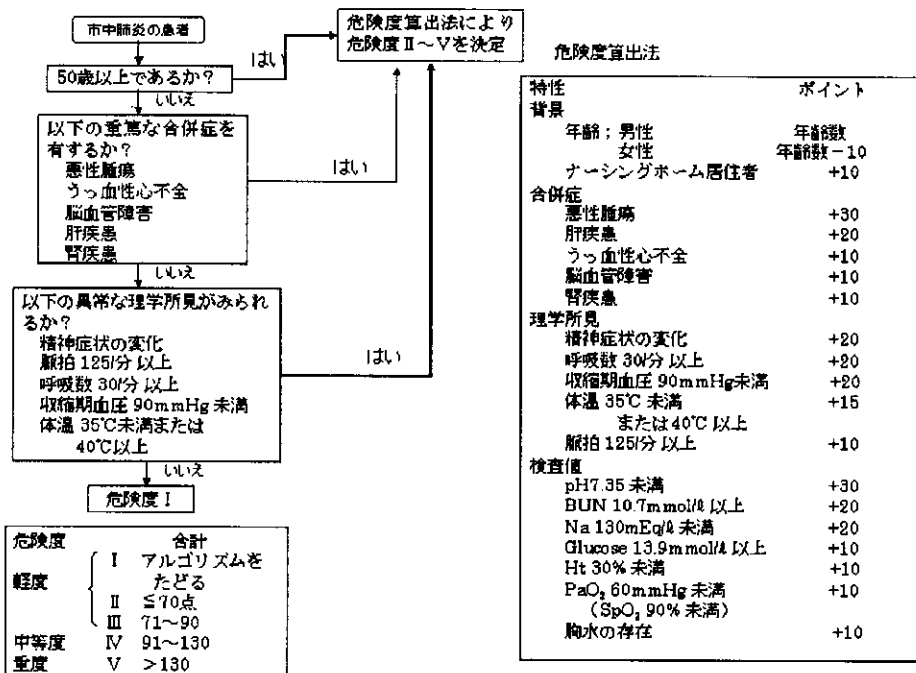 市中肺炎の患者
50歳以上であるか？
はい
いいえ
以下の重篤な合併症を
有するか？
悪性腫瘍
うっ血性心不全
脳血管障害
肝疾患
腎疾患
はい
いいえ
以下の異常な理学所見がみられ
るか？
精神症状の変化
脈拍 125/分 以上
呼吸数 30/分 以上
収縮期血圧 90mmHg 未満
体温 35℃未満または
40℃以上
はい
いいえ
危険度 I
危険度算出法により
危険度Ⅱ～Ⅴを決定
危険度 合計
軽度 I アルゴリズムを
たどる
Ⅱ ≦70点
Ⅲ 71～90
中等度 Ⅳ 91～130
重度 Ⅴ >130
危険度算出法
特性 ポイント
背景
年齢；男性 年齢数
女性 年齢数－10
ナーシングホーム居住者 +10
合併症
悪性腫瘍 +30
肝疾患 +20
うっ血性心不全 +10
脳血管障害 +10
腎疾患 +10
理学所見
精神症状の変化 +20
呼吸数 30/分 以上 +20
収縮期血圧 90mmHg未満 +20
体温 35℃ 未満 +15
または40℃ 以上
脈拍 125/分 以上 +10
検査値
pH7.35 未満 +30
BUN 10.7mmol/ℓ 以上 +20
Na 130mEq/ℓ 未満 +20
Glucose 13.9mmol/ℓ 以上 +10
Ht 30% 未満 +10
PaO₂ 60mmHg 未満 +10
（SpO₂ 90% 未満）
胸水の存在 +10